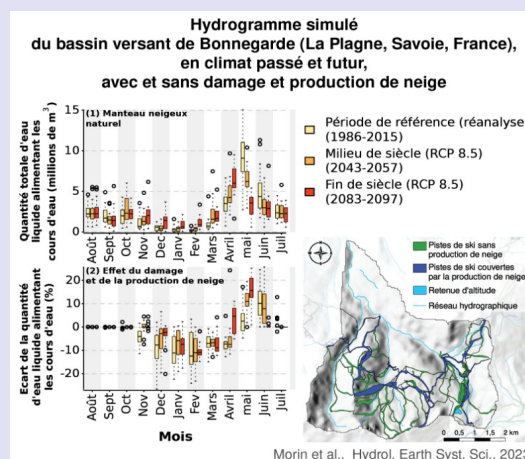 Hydrogramme simulé
du bassin versant de Bonnegarde (La Plagne, Savoie, France),
en climat passé et futur,
avec et sans damage et production de neige
Quantité totale d'eau
liquide alimentant les
cours d'eau (millions de m³)
15
10
5
0
(1) Manteau neigeux
naturel
Août
Sept
Oct
Nov
Dec
Janv
Fev
Mars
Avril
mai
Juin
Juil
Période de référence (réanalyse)
(1986-2015)
Milieu de siècle (RCP 8.5)
(2043-2057)
Fin de siècle (RCP 8.5)
(2083-2097)
Ecart de la quantité
d'eau liquide alimentant
les cours d'eau (%)
20
10
0
-10
-20
(2) Effet du damage
et de la production de neige
Août
Sept
Oct
Nov
Dec
Janv
Fev
Mars
Avril
mai
Juin
Juil
Mois
Pistes de ski sans
production de neige
Pistes de ski couvertes
par la production de neige
Retenue d'altitude
Réseau hydrographique
0 0,5 1 1,5 2 km
Morin et al., Hydrol. Earth Syst. Sci., 2023